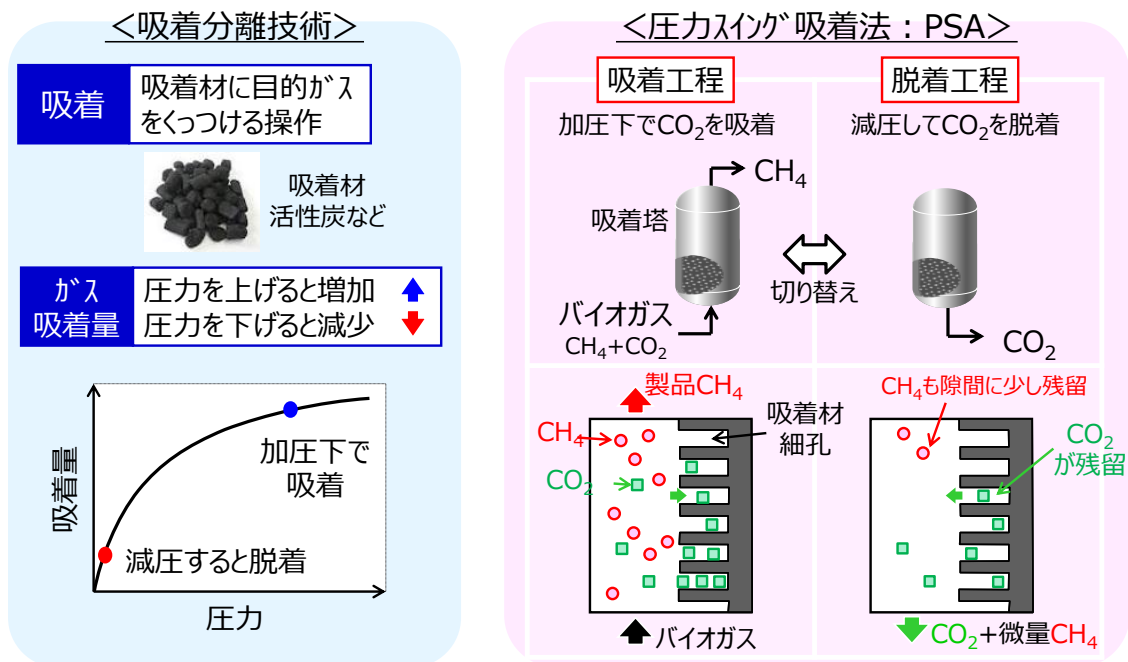 ＜吸着分離技術＞
吸着
吸着材に目的ｶﾞｽ
をくっつける操作
吸着材
活性炭など
ｶﾞｽ
吸着量
圧力を上げると増加
圧力を下げると減少
吸着量
加圧下で
吸着
減圧すると脱着
圧力
＜圧力ｽｲﾝｸﾞ吸着法：PSA＞
吸着工程
加圧下でCO₂を吸着
CH₄
吸着塔
バイオガス
CH₄+CO₂
切り替え
脱着工程
減圧してCO₂を脱着
CO₂
製品CH₄
CH₄
CO₂
吸着材
細孔
バイオガス
CH₄も隙間に少し残留
CO₂
が残留
CO₂+微量CH₄